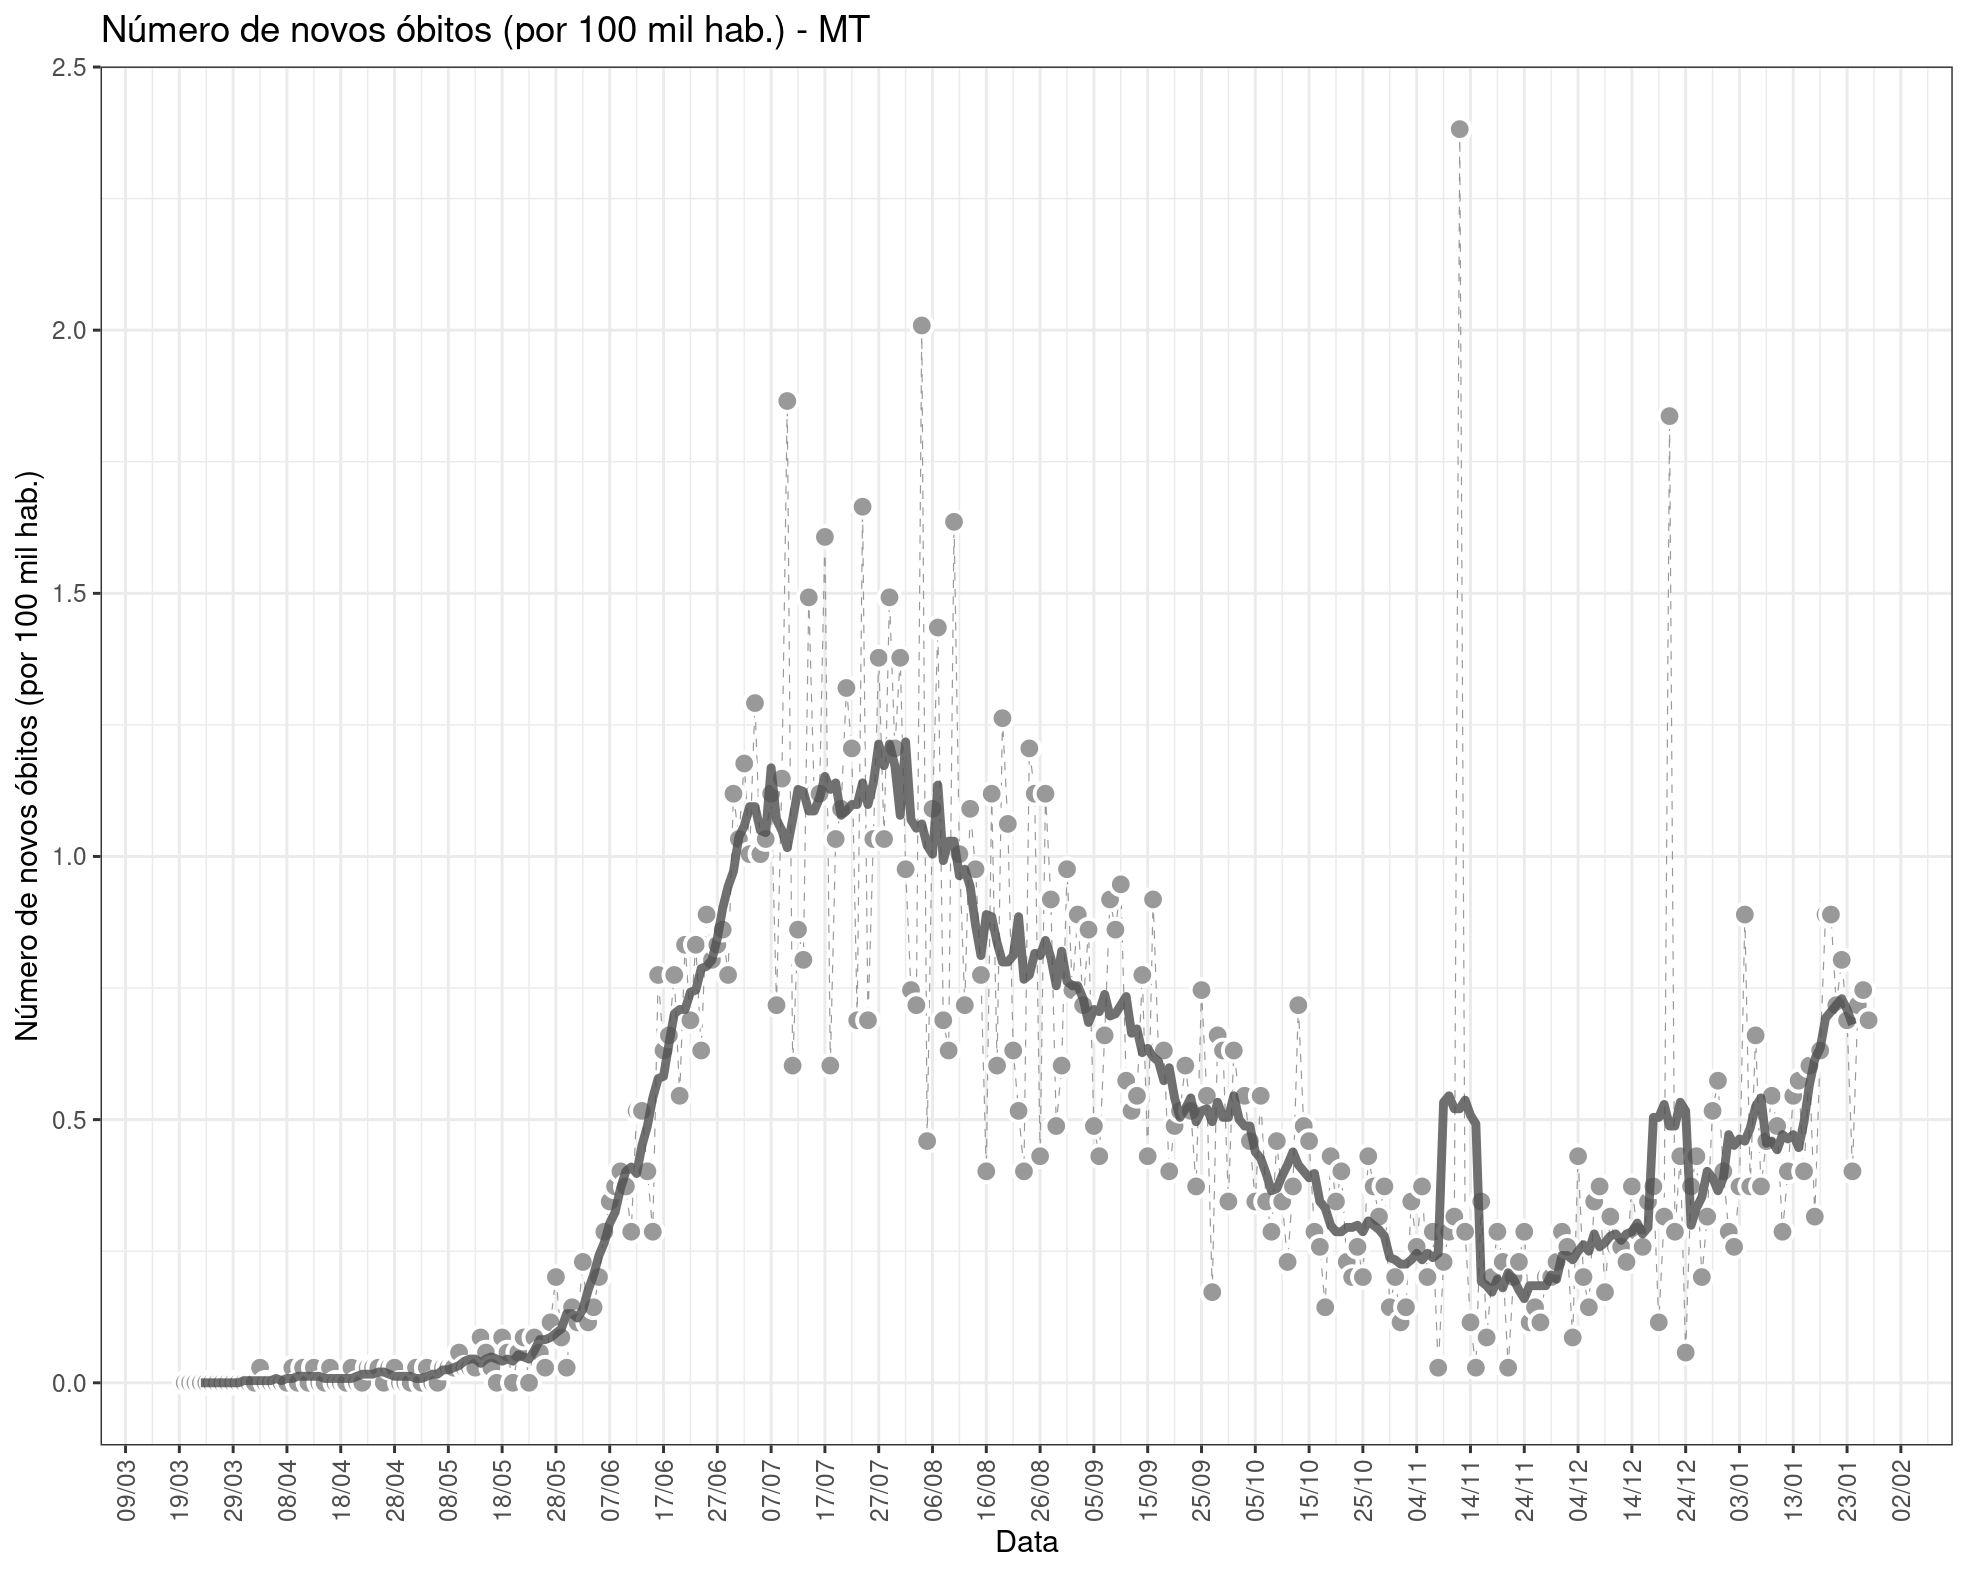 Número de novos óbitos (por 100 mil hab.) - MT
Número de novos óbitos (por 100 mil hab.)
2.5
2.0
1.5
1.0
0.5
0.0
09/03 19/03 29/03 08/04 18/04 28/04 08/05 18/05 28/05 07/06 17/06 27/06 07/07 17/07 27/07 06/08 16/08 26/08 05/09 15/09 25/09 05/10 15/10 25/10 04/11 14/11 24/11 04/12 14/12 24/12 03/01 13/01 23/01 02/02
Data